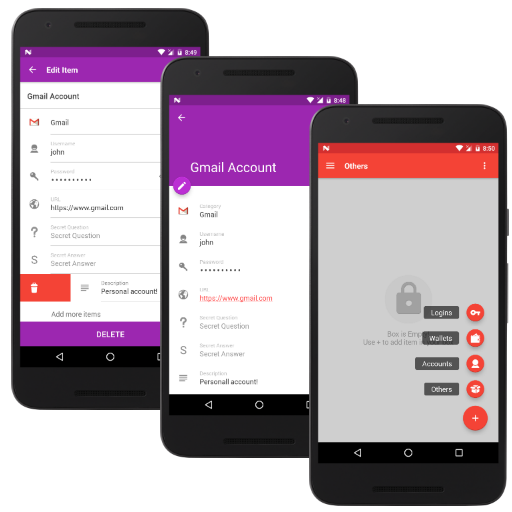 8:49
Edit Item
Gmail Account
Gmail
Username
john
Password
••••••••••
URL
https://www.gmail.com
Secret Question
Secret Question
Secret Answer
S
Secret Answer
Description
Personal account!
Add more items
DELETE
8:48
Gmail Account
Category
Gmail
Username
john
Password
••••••••••
URL
https://www.gmail.com
Secret Question
Secret Question
Secret Answer
S
Secret Answer
Description
Personall account!
8:50
Others
Logins
Box is Emp
Wallets
Use + to add item
Accounts
Others